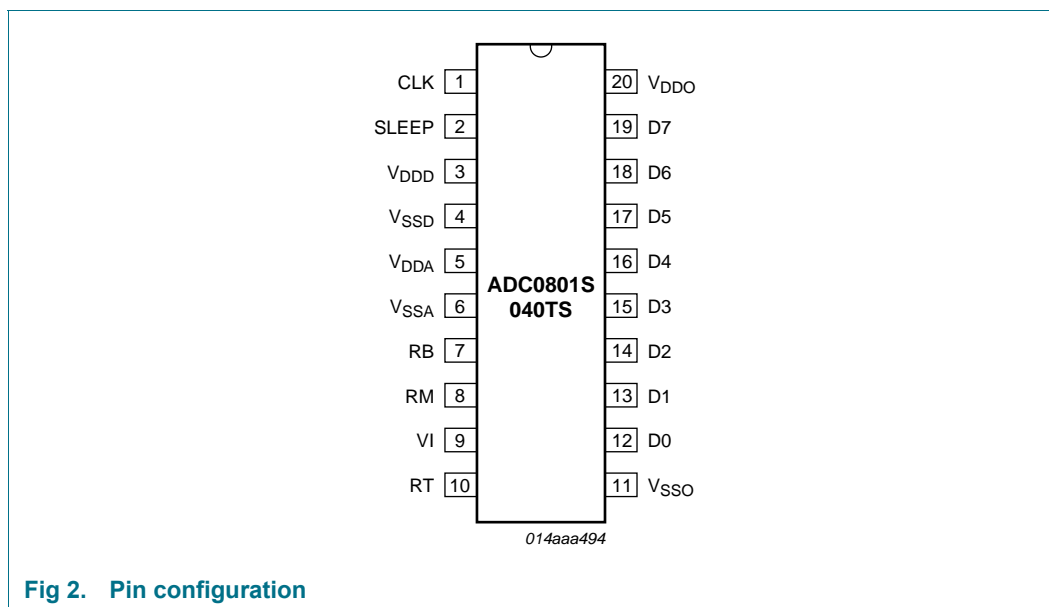 CLK 1 20 VDDO
SLEEP 2 19 D7
VDDD 3 18 D6
VSSD 4 17 D5
VDDA 5 16 D4
ADC0801S
040TS
VSSA 6 15 D3
RB 7 14 D2
RM 8 13 D1
VI 9 12 D0
RT 10 11 VSSO
014aaa494
Fig 2. Pin configuration